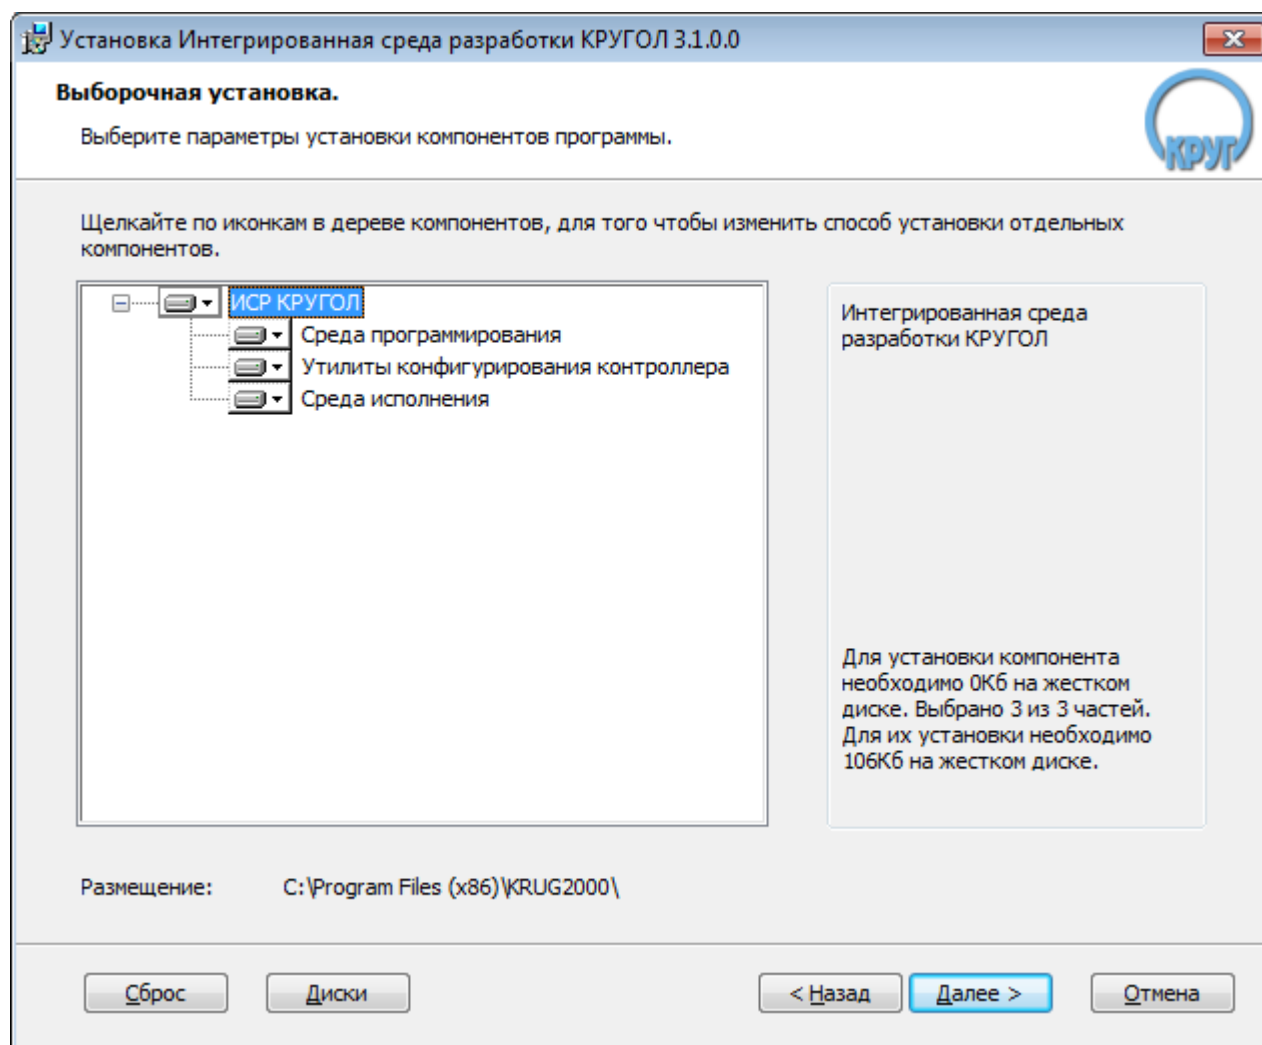 Установка Интегрированная среда разработки КРУГОЛ 3.1.0.0
Выборочная установка.
Выберите параметры установки компонентов программы.
КРУГ
Щелкайте по иконкам в дереве компонентов, для того чтобы изменить способ установки отдельных
компонентов.
ИСР КРУГОЛ
Среда программирования
Утилиты конфигурирования контроллера
Среда исполнения
Интегрированная среда
разработки КРУГОЛ
Для установки компонента
необходимо 0Кб на жестком
диске. Выбрано 3 из 3 частей.
Для их установки необходимо
106Кб на жестком диске.
Размещение: C:\Program Files (x86)\KRUG2000\
Сброс Диски < Назад Далее > Отмена